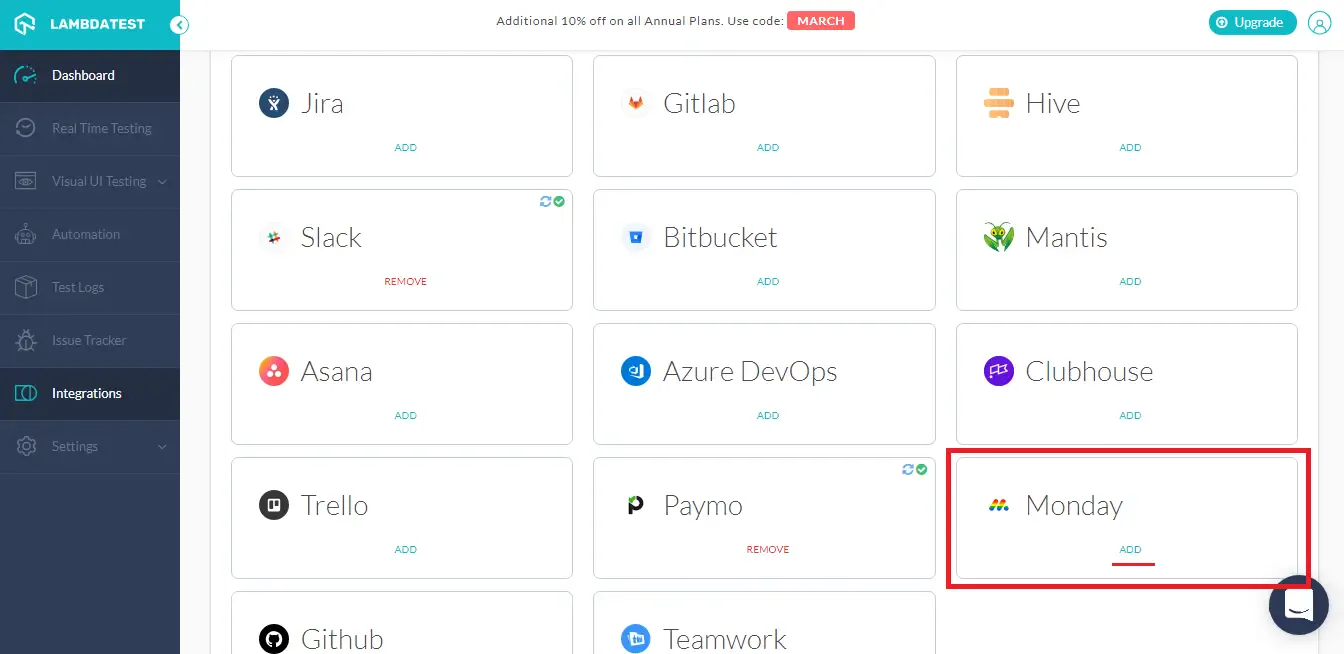 LAMBDATEST
Additional 10% off on all Annual Plans. Use code: MARCH
Upgrade
Dashboard
Real Time Testing
Visual UI Testing
Automation
Test Logs
Issue Tracker
Integrations
Settings
Jira
ADD
Gitlab
ADD
Hive
ADD
Slack
REMOVE
Bitbucket
ADD
Mantis
ADD
Asana
ADD
Azure DevOps
ADD
Clubhouse
ADD
Trello
ADD
Paymo
REMOVE
Monday
ADD
Github
Teamwork